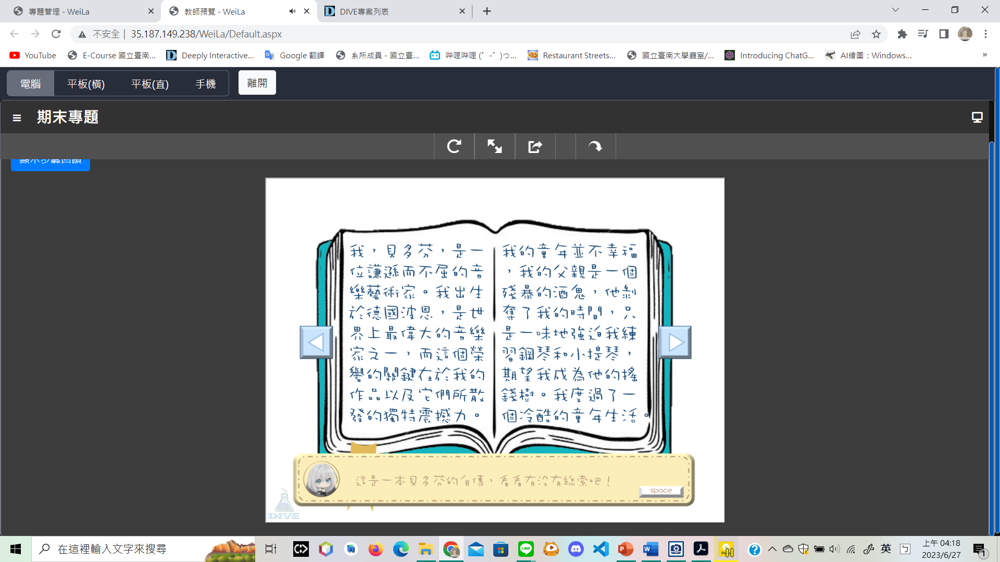 專題管理 - WeiLa
教師預覽 - WeiLa
DIVE專案列表
不安全
35.187.149.238/WeiLa/Default.aspx
YouTube
E-Course 國立臺南...
Deeply Interactive...
Google 翻譯
系所成員 - 國立臺...
哔哩哔哩 (゜-゜)つ...
Restaurant Streets...
國立臺南大學廳室/...
Introducing ChatG...
AI繪圖：Windows...
»
電腦
平板(橫)
平板(直)
手機
離開
期末專題
顯示步驟回饋
我，貝多芬，是一
位謙遜而不屈的音
樂藝術家。我出生
於德國波恩，是世
界上最偉大的音樂
家之一，而這個榮
譽的關鍵在於我的
作品以及它們所散
發的獨特震撼力。
我的童年並不幸福
，我的父親是一個
殘暴的酒鬼，他剝
奪了我的時間，只
是一味地強迫我練
習鋼琴和小提琴，
期望我成為他的搖
錢樹。我度過了一
個冷酷的童年生活。
這是一本貝多芬的自傳，看看有沒有線索吧！
space
DIVE
在這裡輸入文字來搜尋
英
上午 04:18
2023/6/27
1